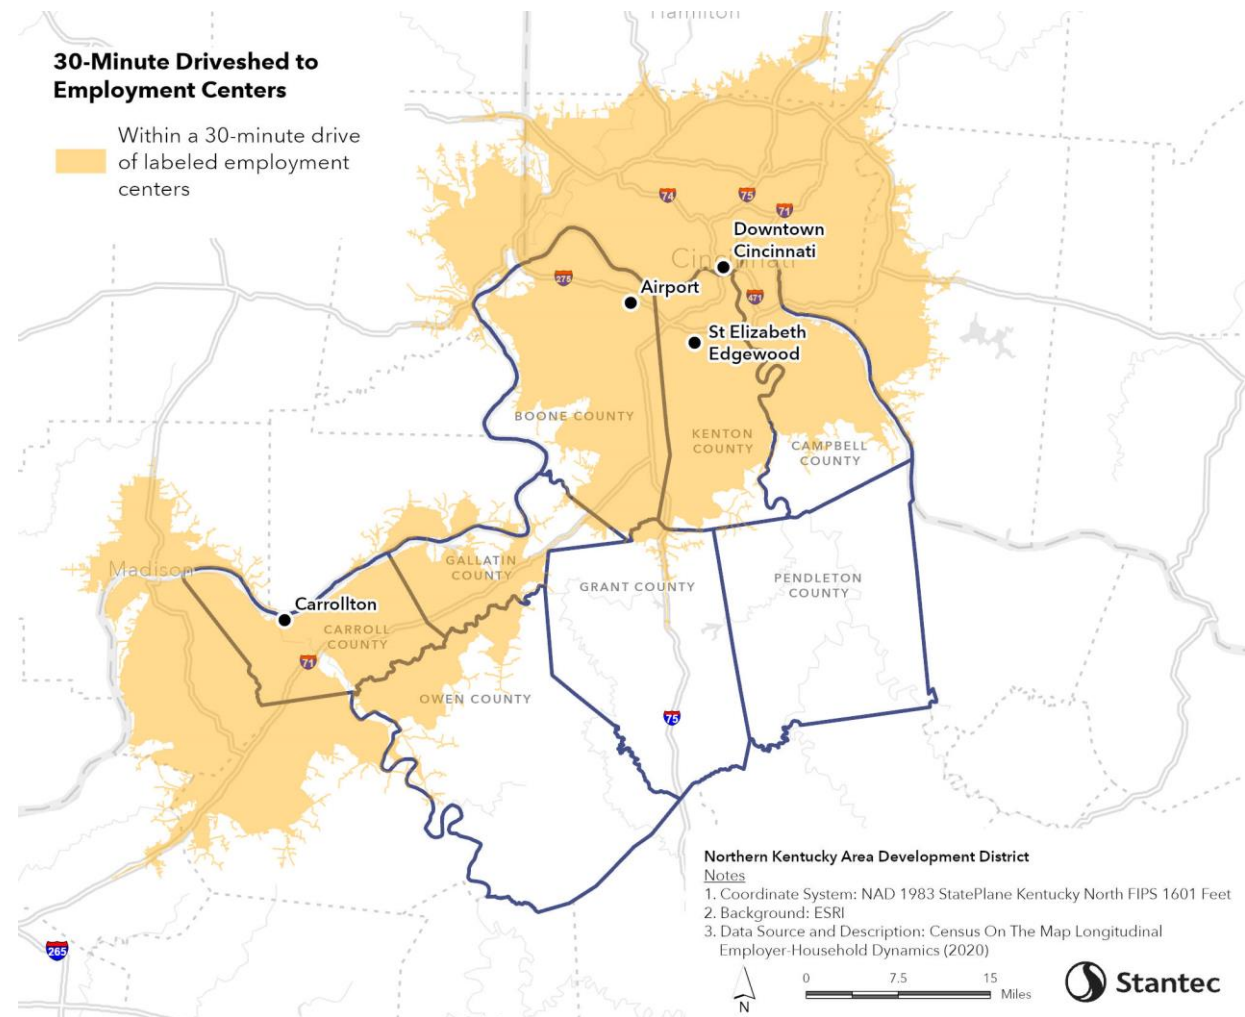 Hamilton
30-Minute Driveshed to
Employment Centers
Within a 30-minute drive
of labeled employment
centers
74
75
71
Downtown
Cincinnati
Cincinnati
275
Airport
471
St Elizabeth
Edgewood
BOONE COUNTY
KENTON
COUNTY
CAMPBELL
COUNTY
Madison
GALLATIN
COUNTY
GRANT COUNTY
PENDLETON
COUNTY
Carrollton
CARROLL
COUNTY
71
OWEN COUNTY
75
Northern Kentucky Area Development District
Notes
1. Coordinate System: NAD 1983 StatePlane Kentucky North FIPS 1601 Feet
2. Background: ESRI
3. Data Source and Description: Census On The Map Longitudinal
Employer-Household Dynamics (2020)
265
N
0 7.5 15
Miles
Stantec